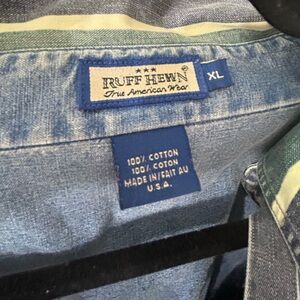 RUFF HEWN
True American Wear
XL
100% COTTON
100% COTON
MADE IN/FAIT AU
U.S.A.